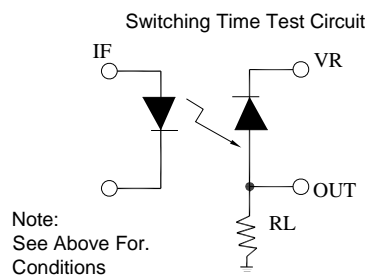 Switching Time Test Circuit
IF
VR
OUT
RL
Note:
See Above For.
Conditions